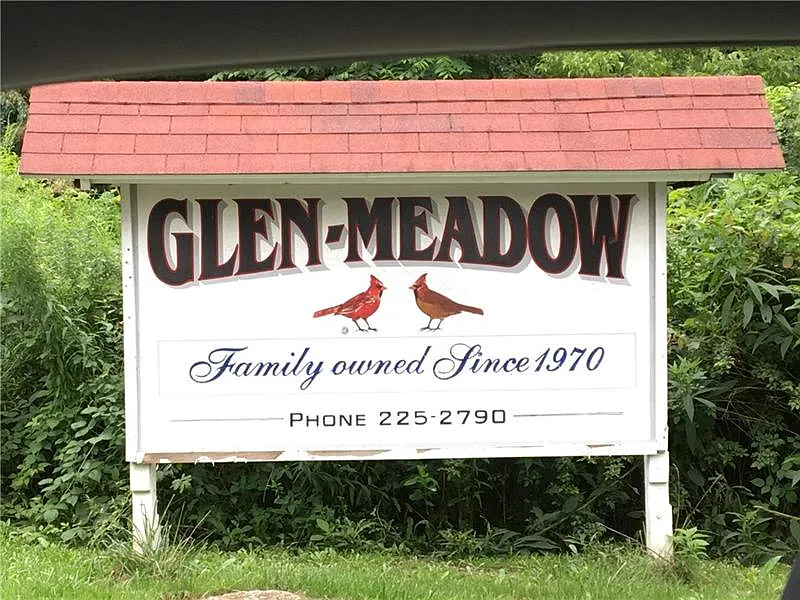 GLEN-MEADOW
Family owned Since 1970
PHONE 225-2790